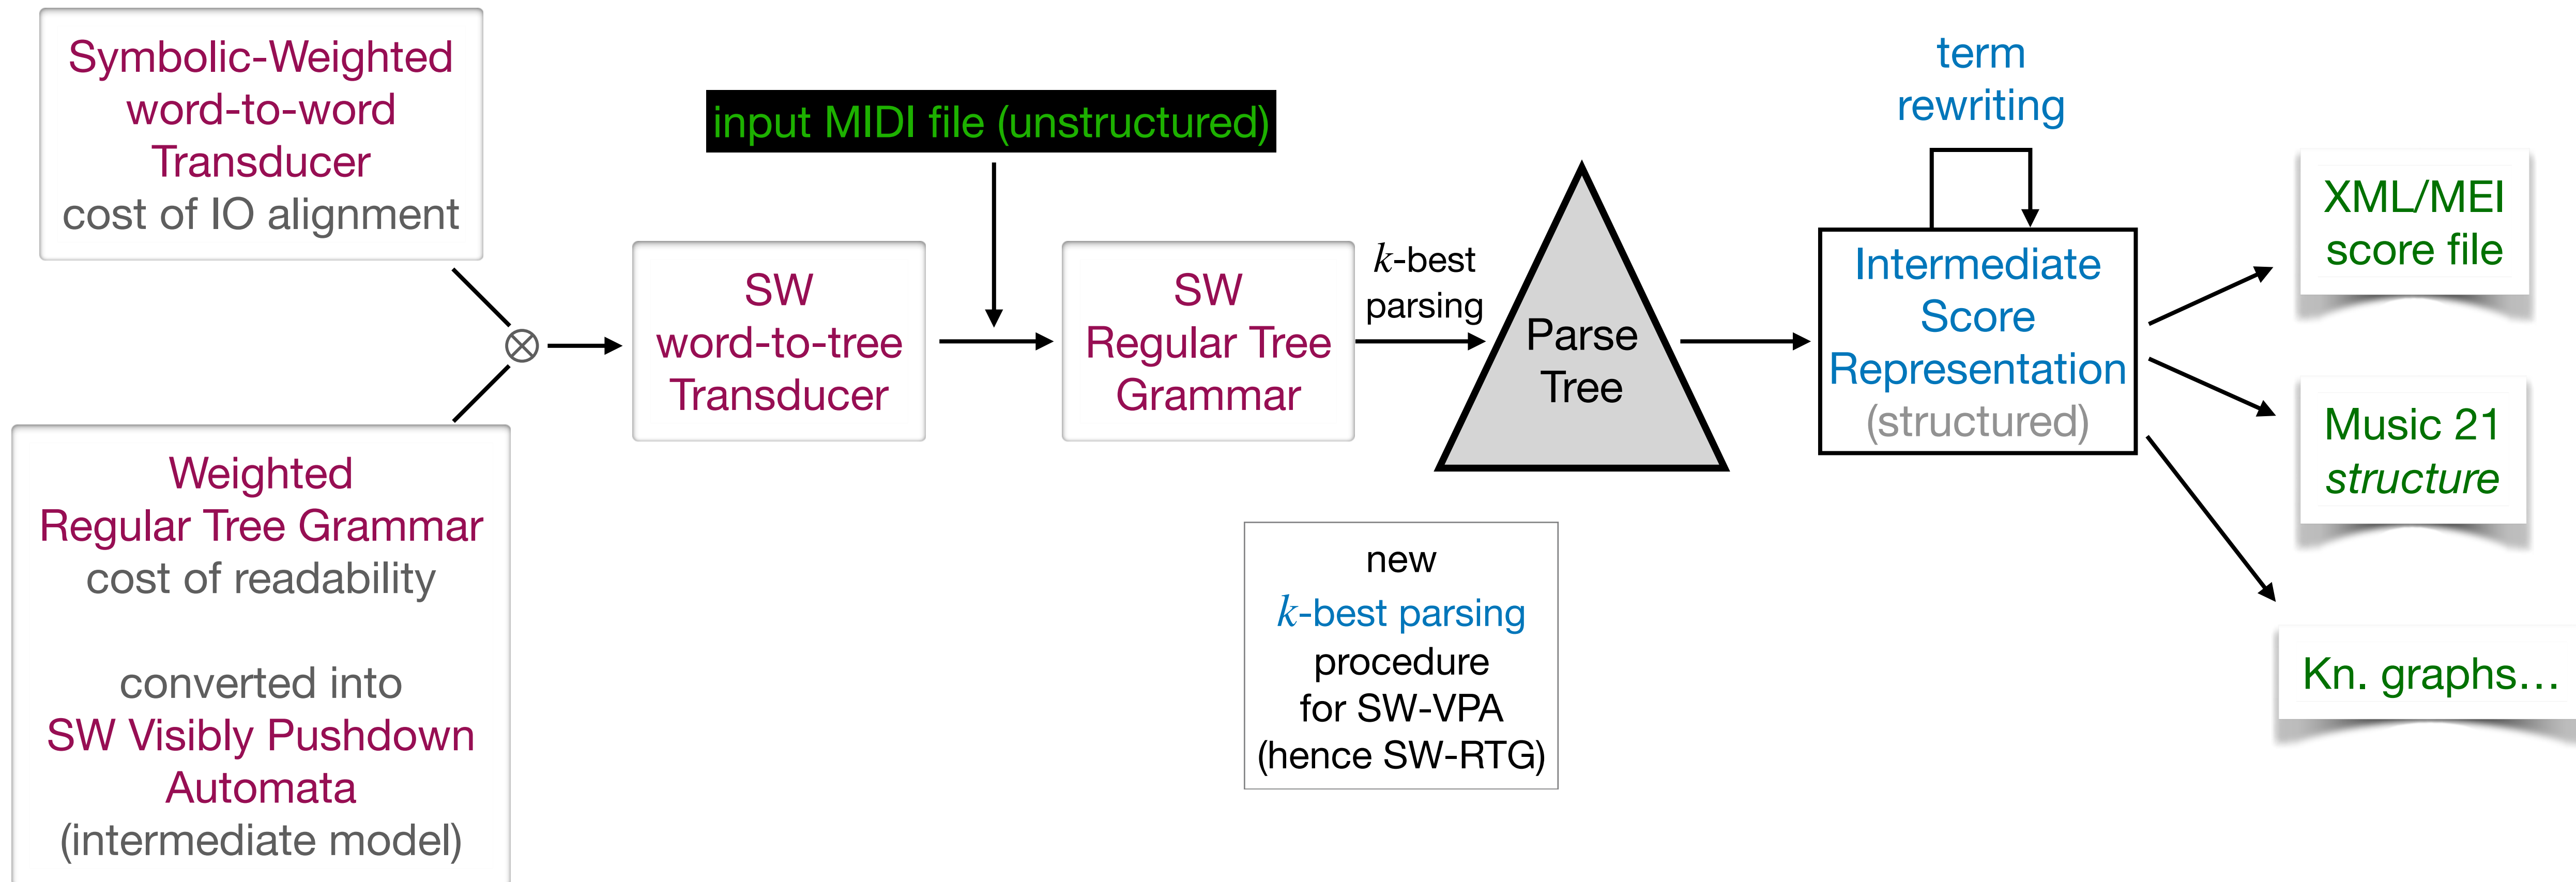 Symbolic-Weighted
word-to-word
Transducer
cost of IO alignment
Weighted
Regular Tree Grammar
cost of readability
converted into
SW Visibly Pushdown
Automata
(intermediate model)
⊗
SW
word-to-tree
Transducer
input MIDI file (unstructured)
SW
Regular Tree
Grammar
k-best
parsing
Parse
Tree
new
k-best parsing
procedure
for SW-VPA
(hence SW-RTG)
term
rewriting
Intermediate
Score
Representation
(structured)
XML/MEI
score file
Music 21
structure
Kn. graphs…